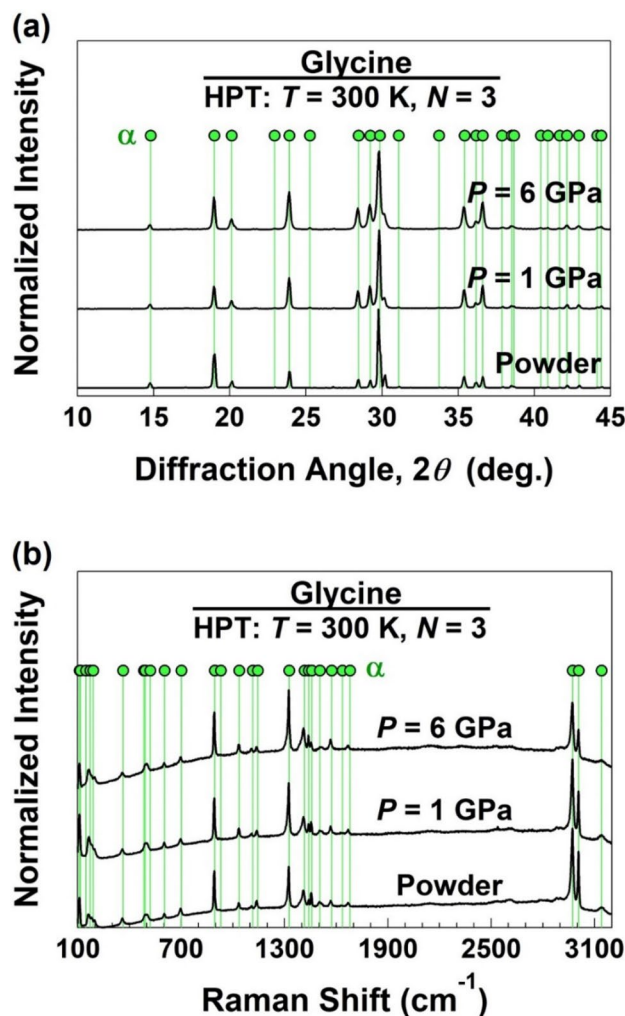 (a)
Glycine
HPT: T = 300 K, N = 3
α
P = 6 GPa
P = 1 GPa
Powder
Normalized Intensity
10 15 20 25 30 35 40 45
Diffraction Angle, 2θ (deg.)
(b)
Glycine
HPT: T = 300 K, N = 3
α
P = 6 GPa
P = 1 GPa
Powder
Normalized Intensity
100 700 1300 1900 2500 3100
Raman Shift (cm⁻¹)